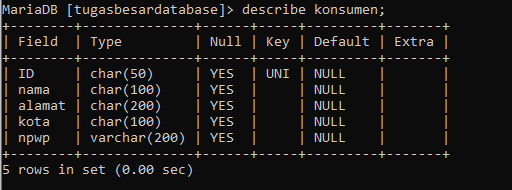 MariaDB [tugasbesardatabase]> describe konsumen;
+--------+--------------+------+-----+---------+-------+
| Field  | Type         | Null | Key | Default | Extra |
+--------+--------------+------+-----+---------+-------+
| ID     | char(50)     | YES  | UNI | NULL    |       |
| nama   | char(100)    | YES  |     | NULL    |       |
| alamat | char(200)    | YES  |     | NULL    |       |
| kota   | char(100)    | YES  |     | NULL    |       |
| npwp   | varchar(200) | YES  |     | NULL    |       |
+--------+--------------+------+-----+---------+-------+
5 rows in set (0.00 sec)